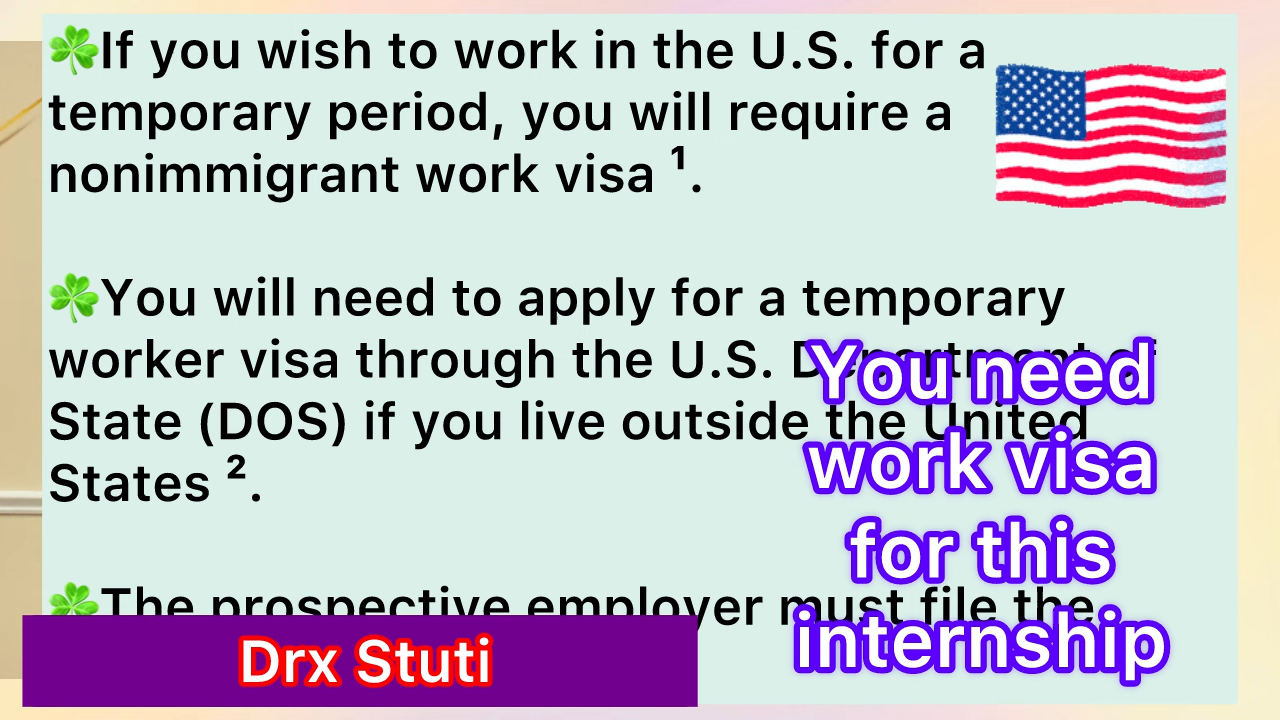 ☘️If you wish to work in the U.S. for a
temporary period, you will require a
nonimmigrant work visa ¹.
☘️You will need to apply for a temporary
worker visa through the U.S. Department of
State (DOS) if you live outside the United
States ².
☘️The prospective employer must file the
You need
work visa
for this
internship
Drx Stuti